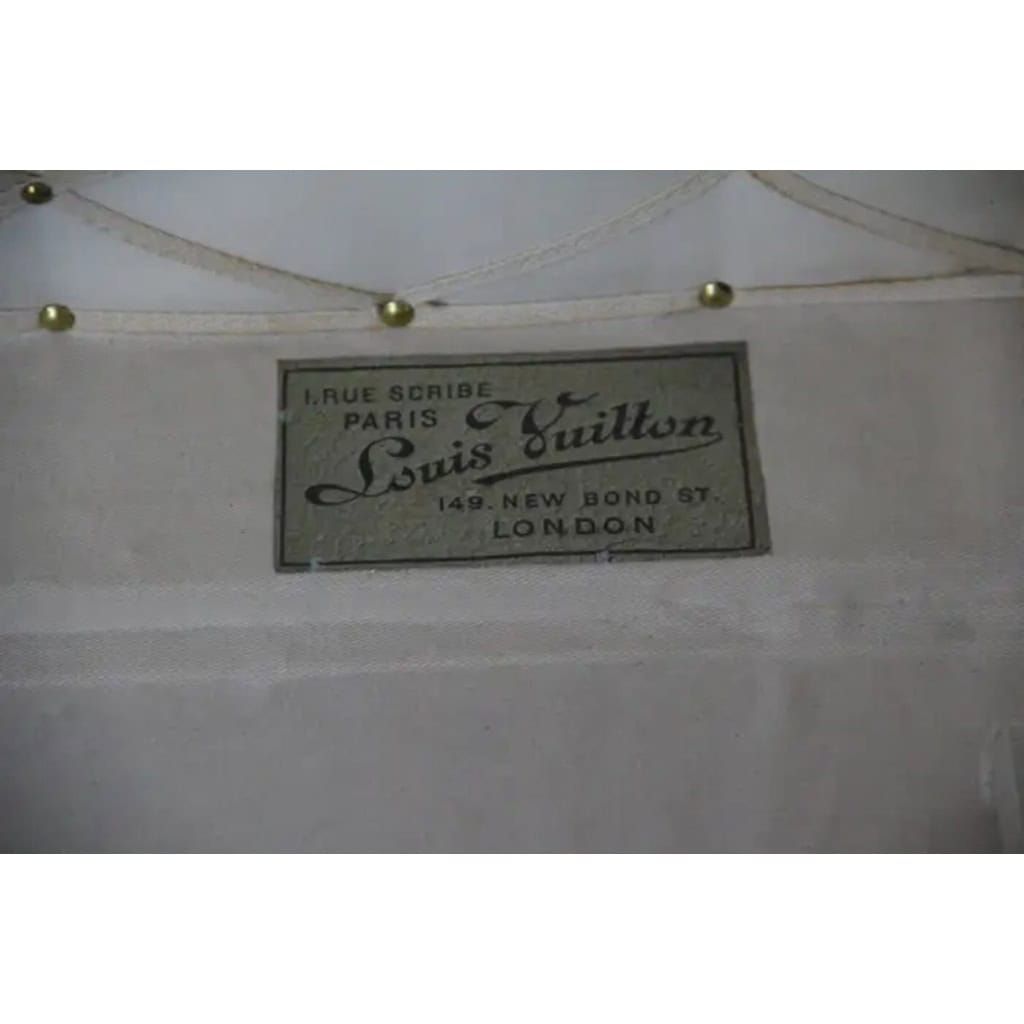 1. RUE SCRIBE
PARIS
Louis Vuitton
149. NEW BOND ST.
LONDON